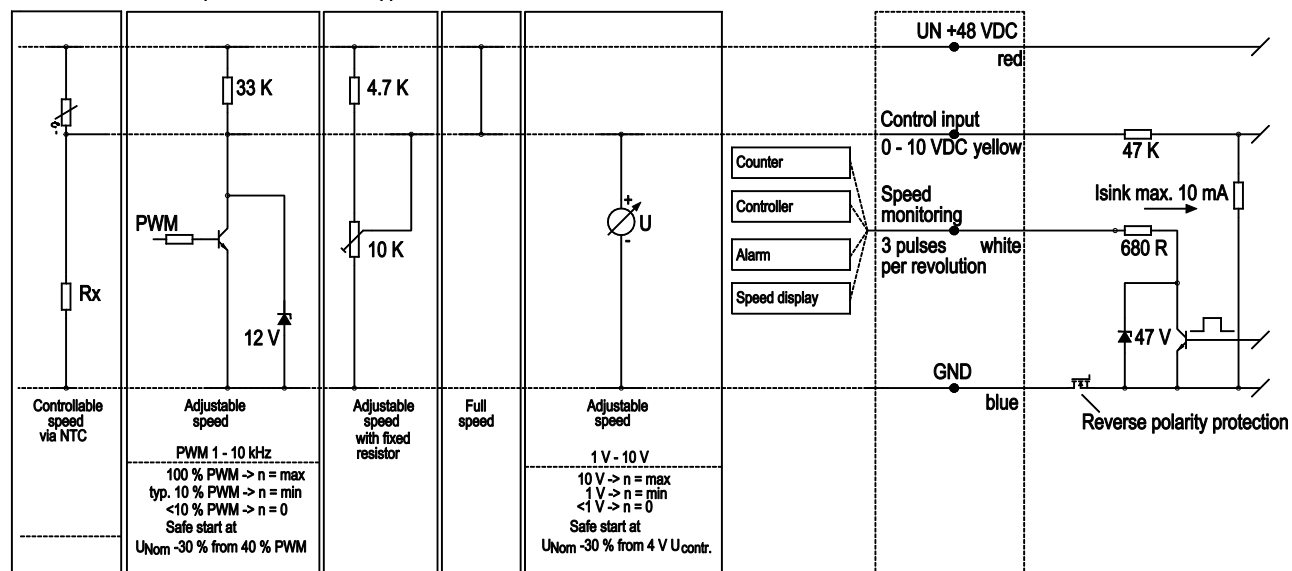 UN +48 VDC
red
33 K
4.7 K
Control input
0 - 10 VDC yellow
47 K
Counter
Controller
Alarm
Speed display
Speed
monitoring
3 pulses white
per revolution
Isink max. 10 mA
680 R
PWM
10 K
+
U
-
Rx
12 V
47 V
GND
blue
Reverse polarity protection
Controllable
speed
via NTC
Adjustable
speed
PWM 1 - 10 kHz
100 % PWM -> n = max
typ. 10 % PWM -> n = min
<10 % PWM -> n = 0
Safe start at
UNom -30 % from 40 % PWM
Adjustable
speed
with fixed
resistor
Full
speed
Adjustable
speed
1 V - 10 V
10 V -> n = max
1 V -> n = min
<1 V -> n = 0
Safe start at
UNom -30 % from 4 V Ucontr.